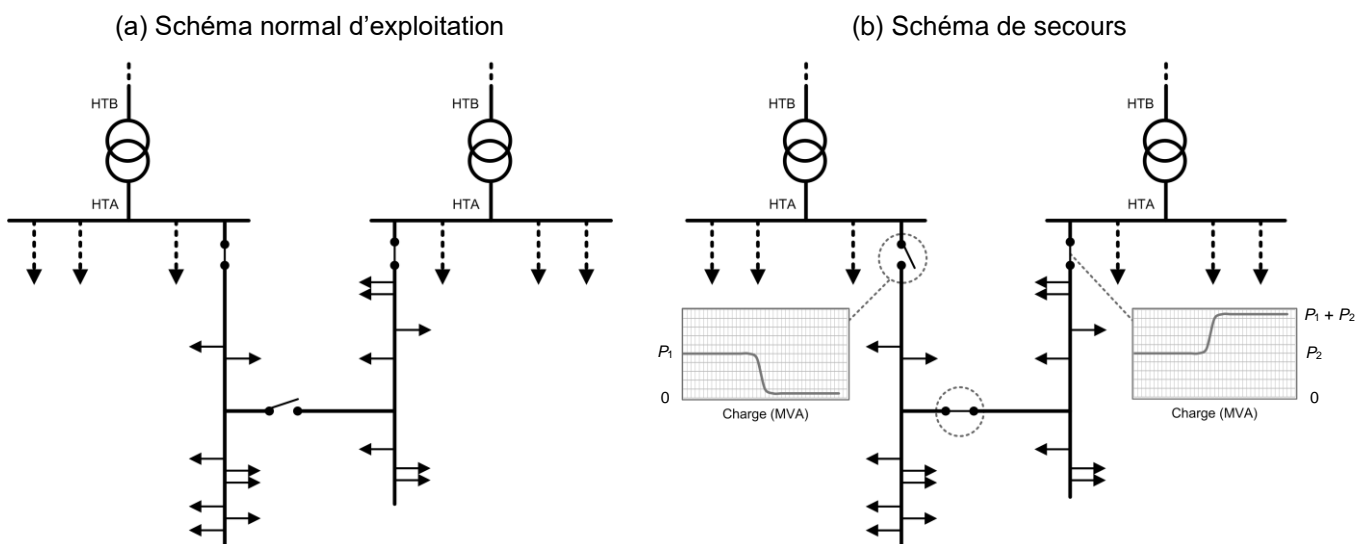 (a) Schéma normal d’exploitation
(b) Schéma de secours
HTB
HTB
HTB
HTB
HTA
HTA
HTA
HTA
P1
0
Charge (MVA)
P1 + P2
P2
0
Charge (MVA)